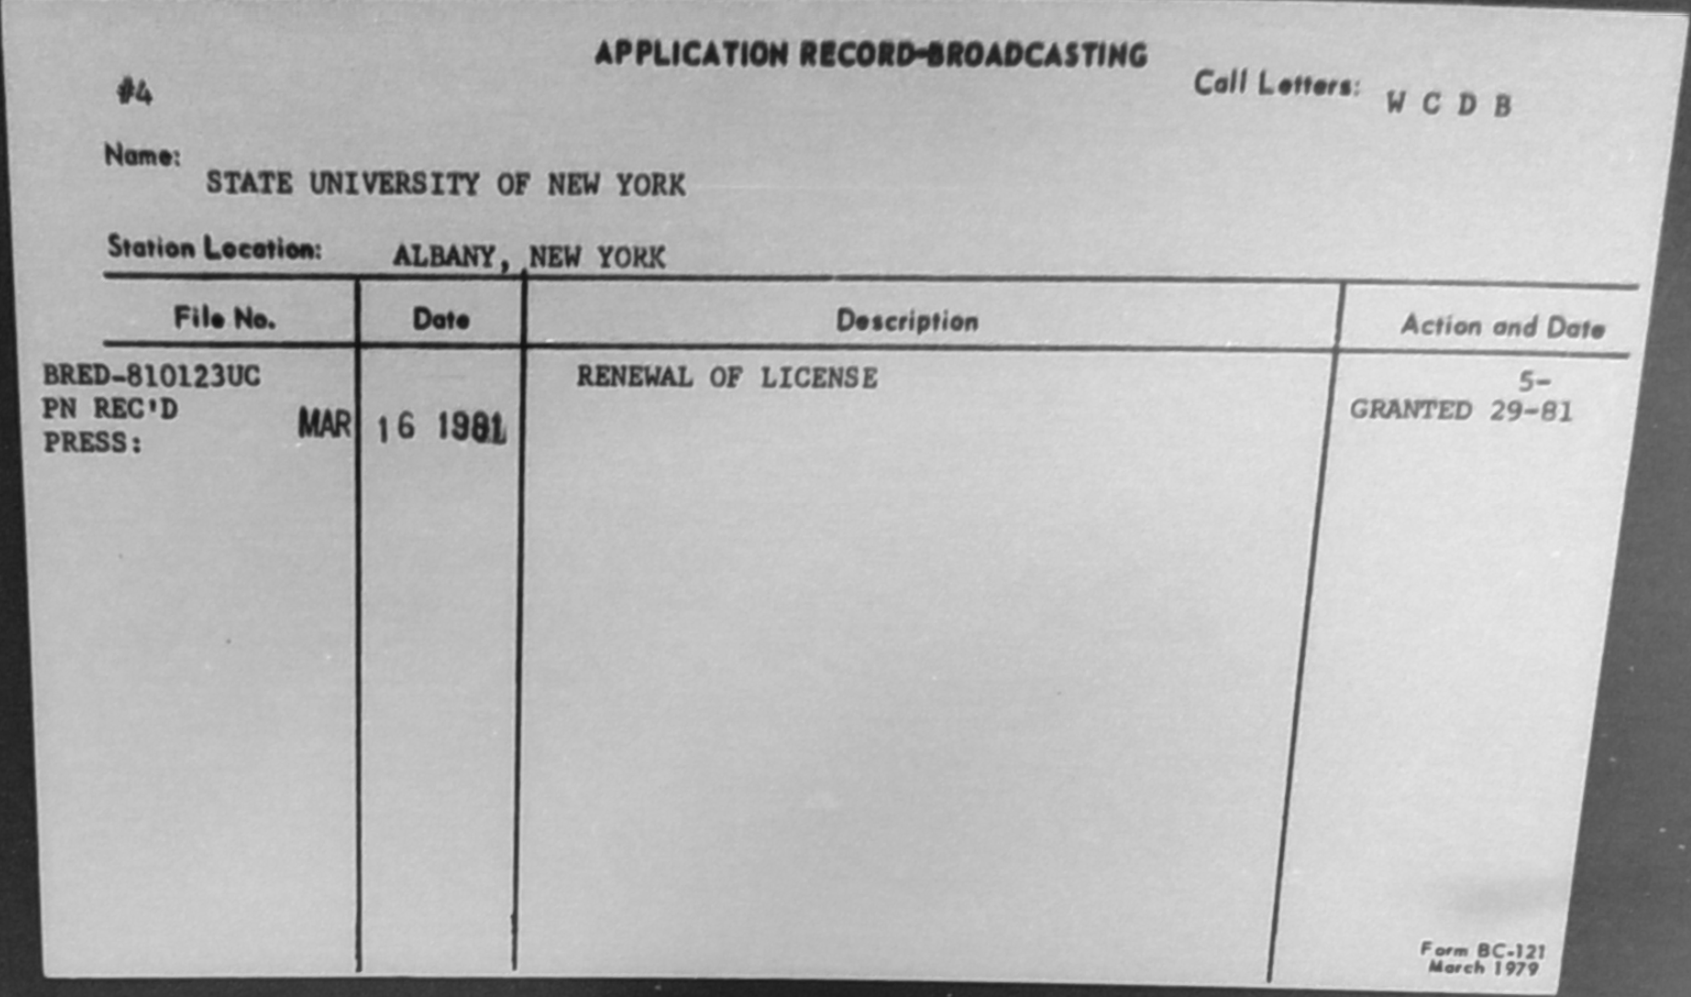 APPLICATION RECORD-BROADCASTING
#4
Call Letters: W C D B
Name: STATE UNIVERSITY OF NEW YORK
Station Location: ALBANY, NEW YORK
File No. Date Description Action and Date
BRED-810123UC RENEWAL OF LICENSE 5-
PN REC'D GRANTED 29-81
PRESS: MAR 16 1981
Form BC-121
March 1979